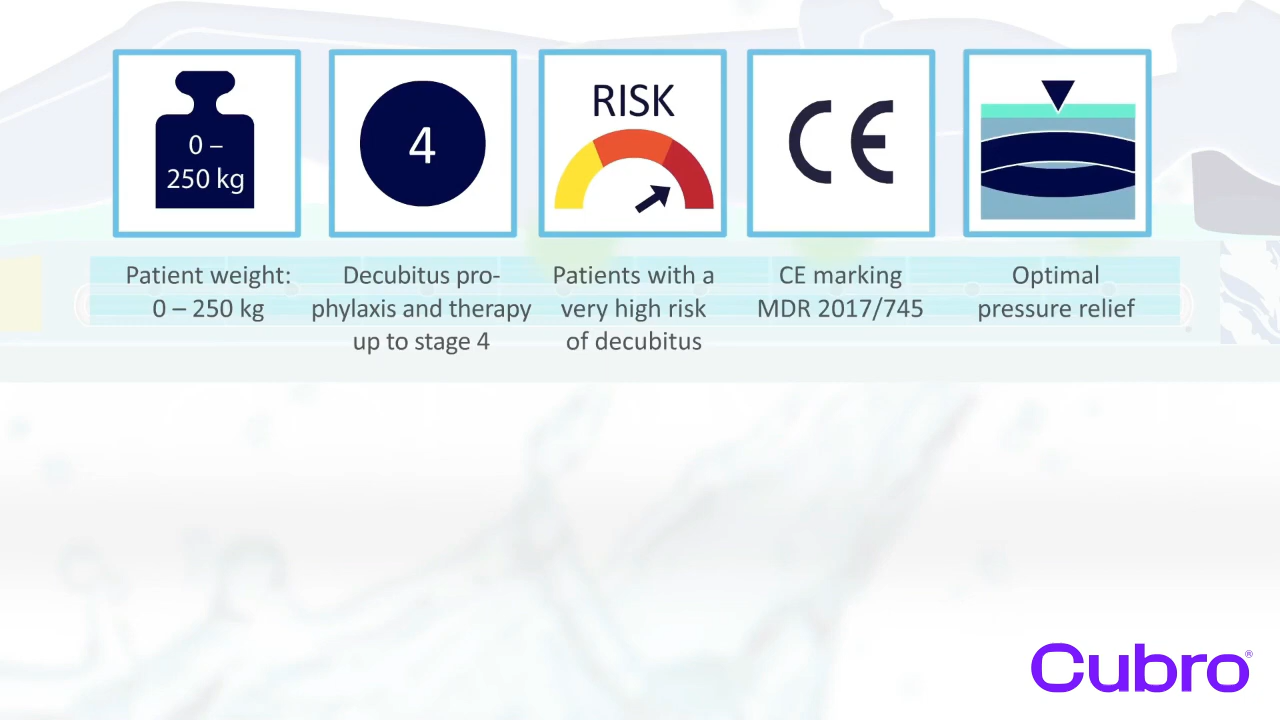 0 –
250 kg
4
RISK
CE
Patient weight:
0 – 250 kg
Decubitus pro-
phylaxis and therapy
up to stage 4
Patients with a
very high risk
of decubitus
CE marking
MDR 2017/745
Optimal
pressure relief
Cubro®